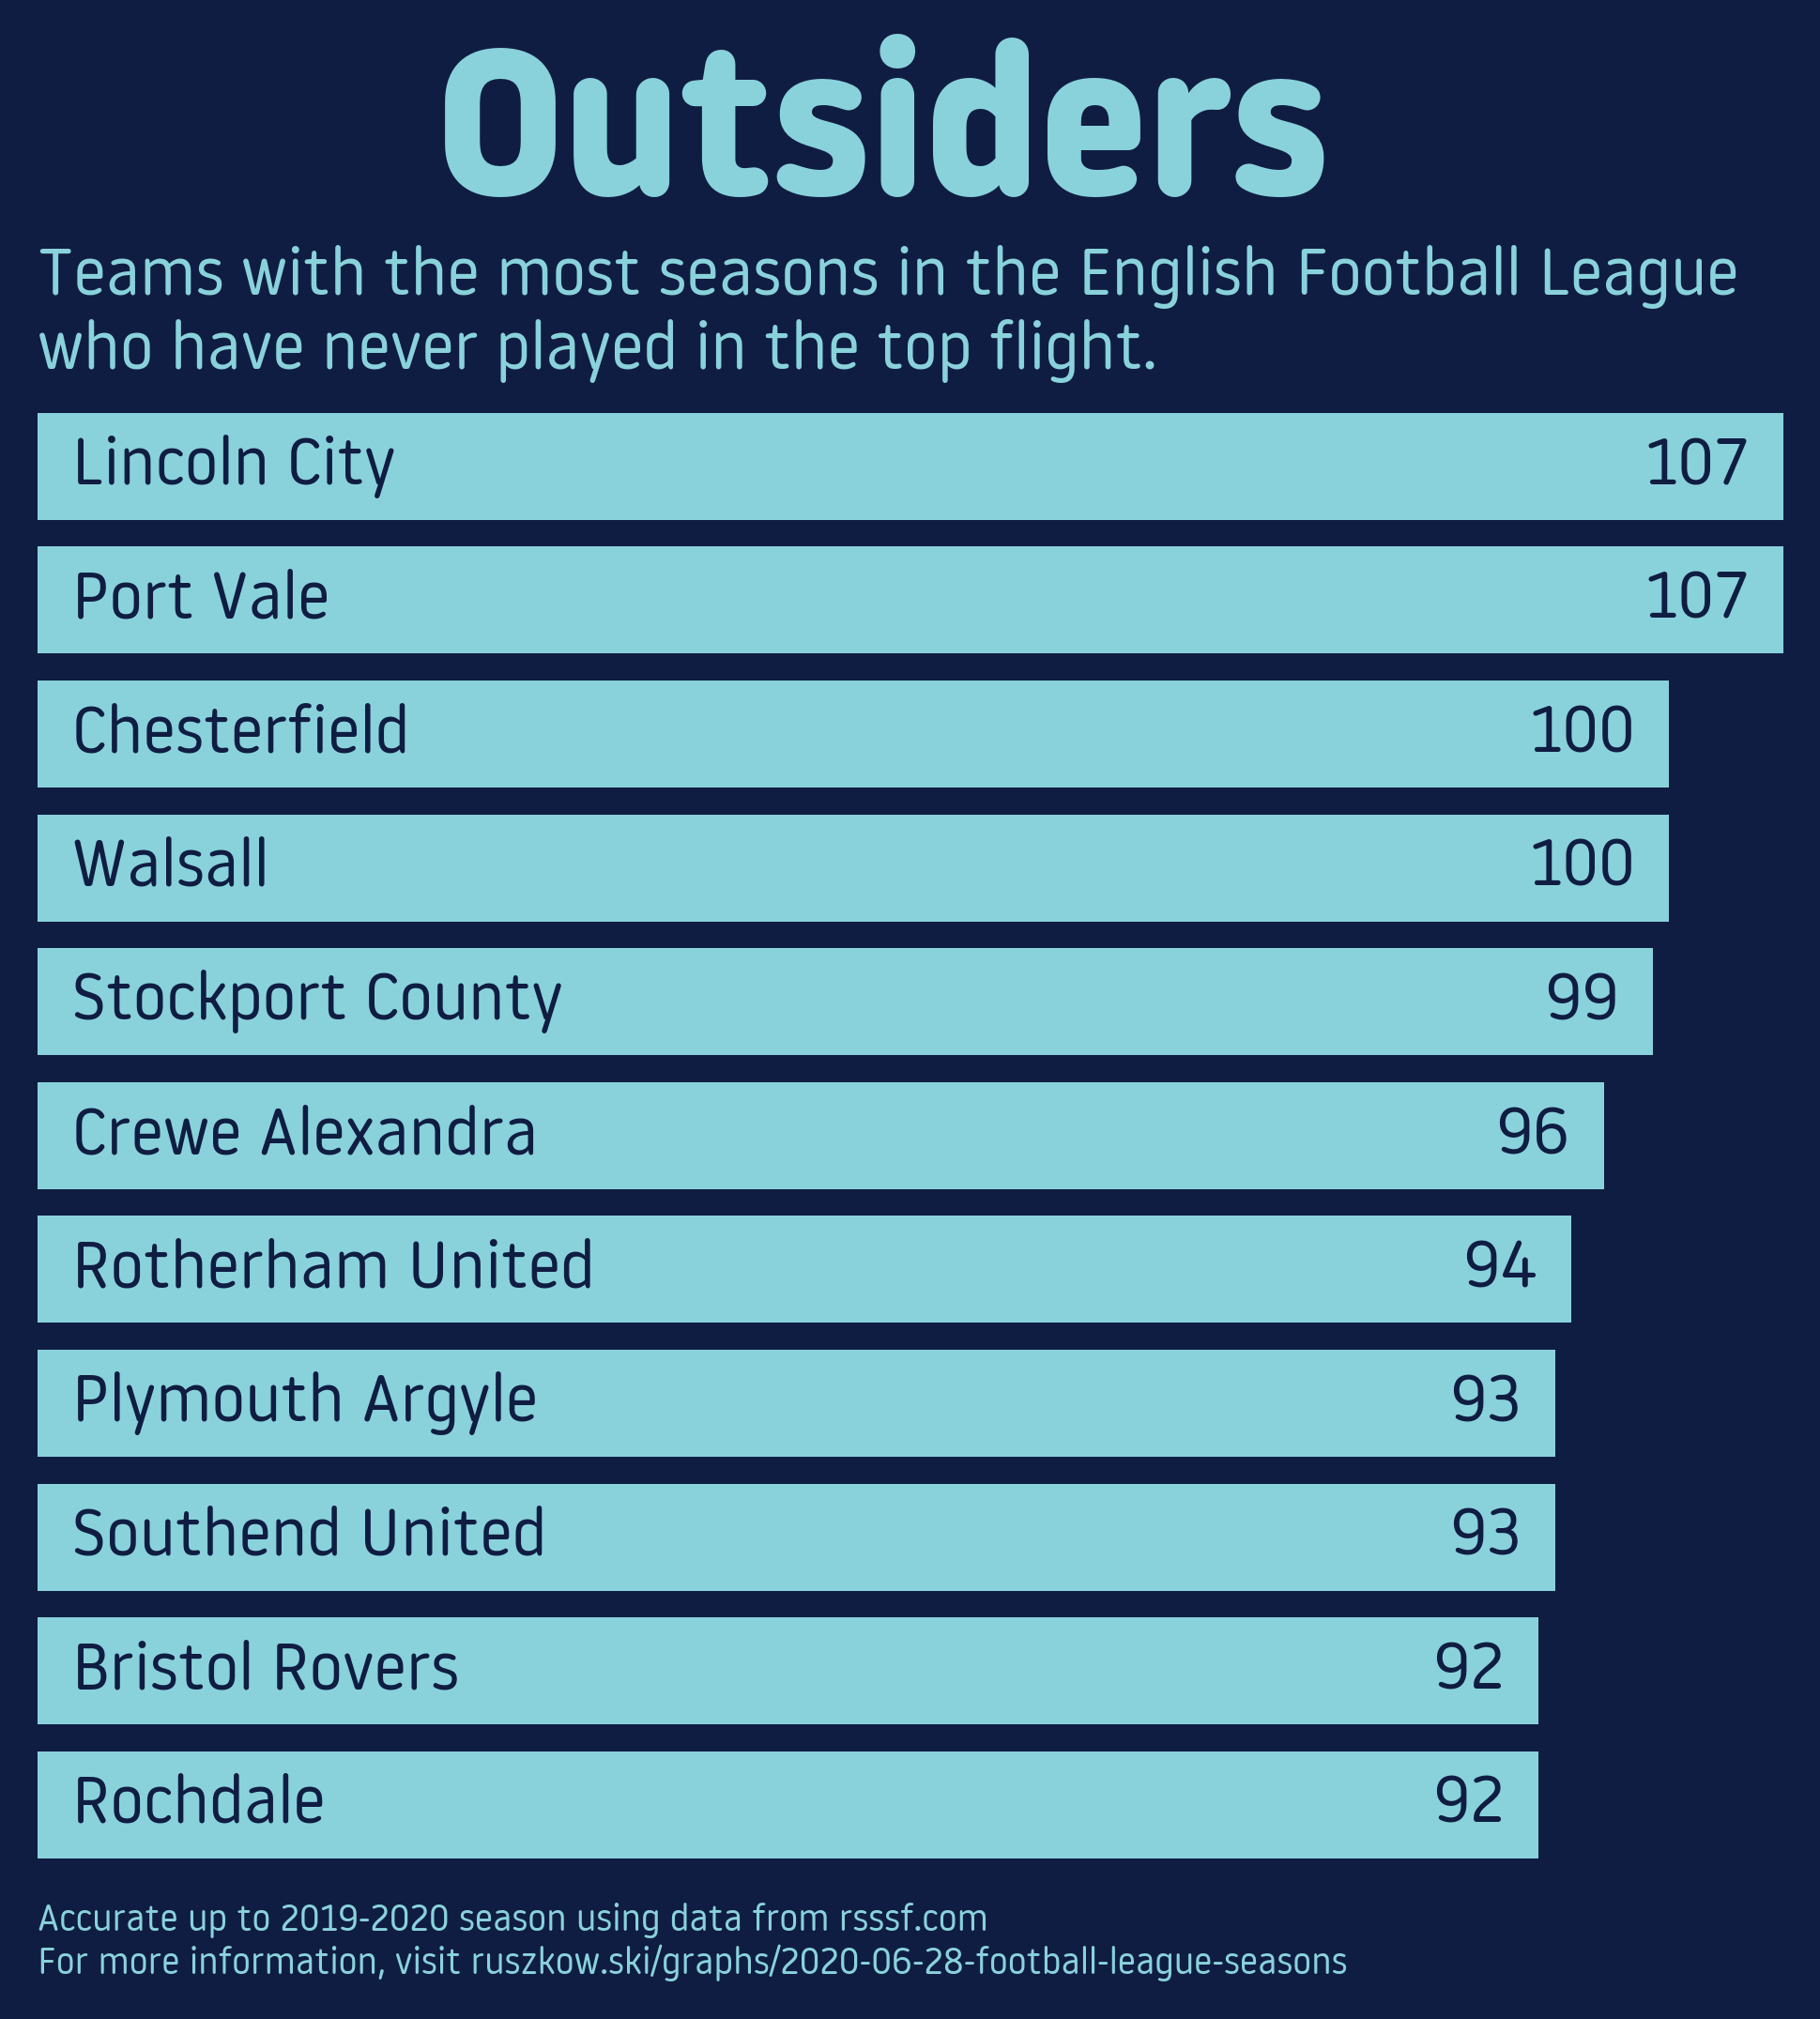 Outsiders
Teams with the most seasons in the English Football League
who have never played in the top flight.
Lincoln City 107
Port Vale 107
Chesterfield 100
Walsall 100
Stockport County 99
Crewe Alexandra 96
Rotherham United 94
Plymouth Argyle 93
Southend United 93
Bristol Rovers 92
Rochdale 92
Accurate up to 2019-2020 season using data from rsssf.com
For more information, visit ruszkow.ski/graphs/2020-06-28-football-league-seasons